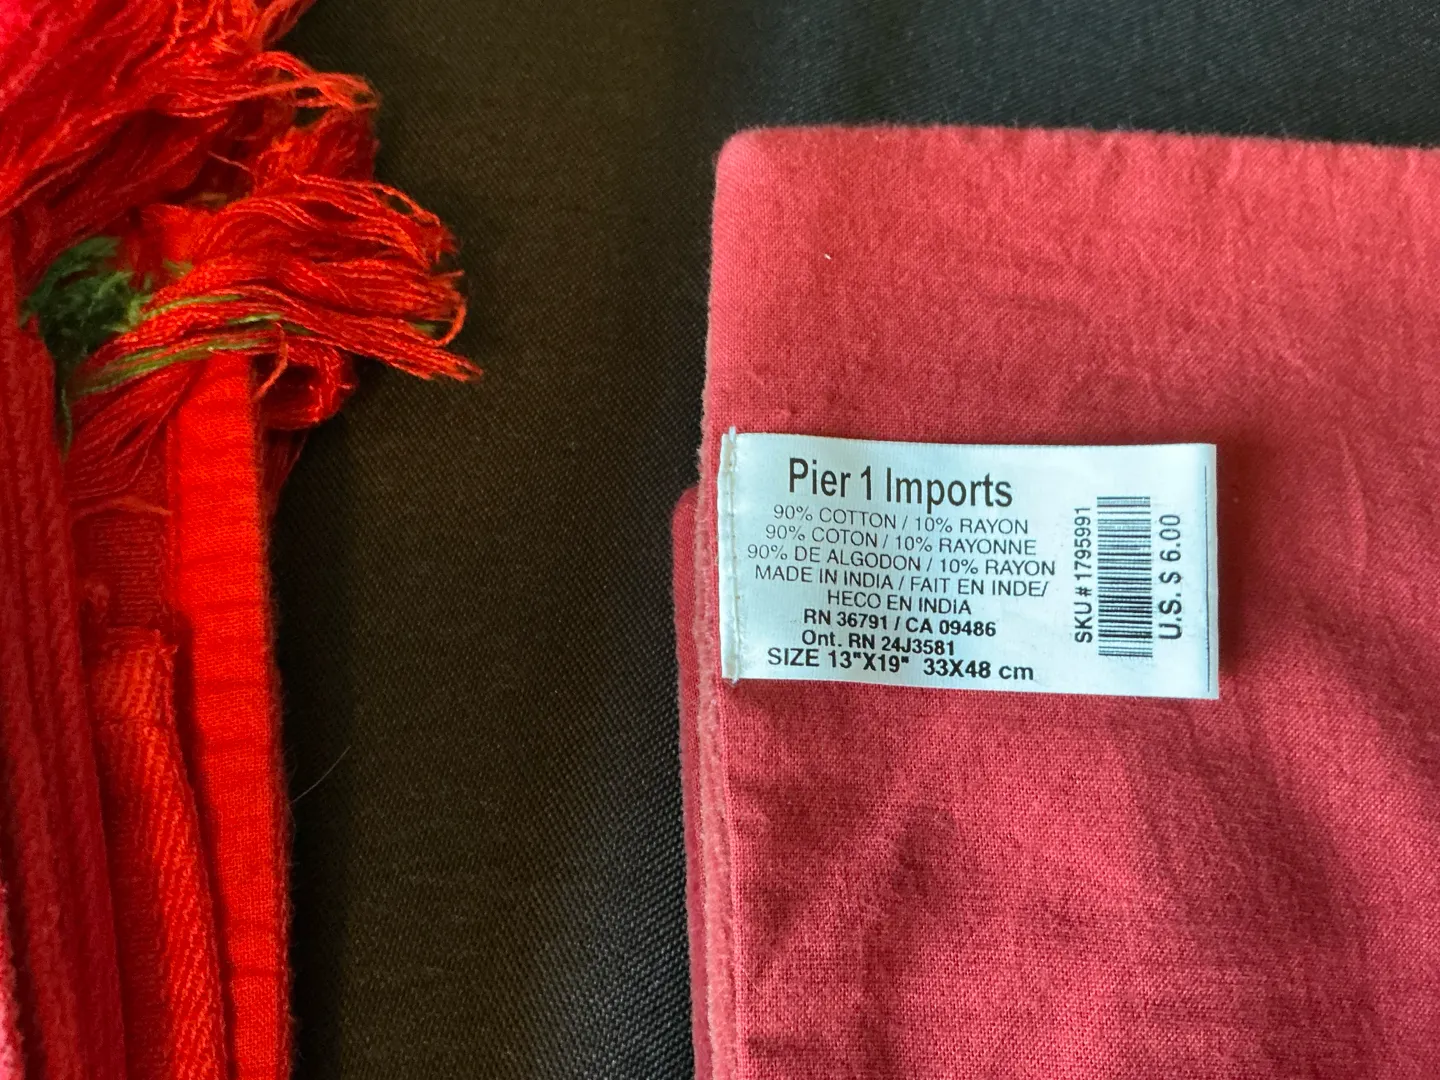 Pier 1 Imports
90% COTTON / 10% RAYON
90% COTON / 10% RAYONNE
90% DE ALGODON / 10% RAYON
MADE IN INDIA / FAIT EN INDE/
HECO EN INDIA
RN 36791 / CA 09486
Ont. RN 24J3581
SIZE 13"X19" 33X48 cm
SKU # 1795991
U.S. $ 6.00